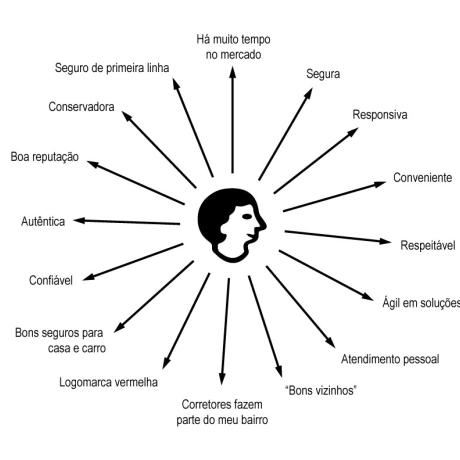 Há muito tempo
no mercado
Seguro de primeira linha
Segura
Conservadora
Responsiva
Boa reputação
Conveniente
Autêntica
Respeitável
Confiável
Ágil em soluções
Bons seguros para
casa e carro
Atendimento pessoal
Logomarca vermelha
“Bons vizinhos”
Corretores fazem
parte do meu bairro